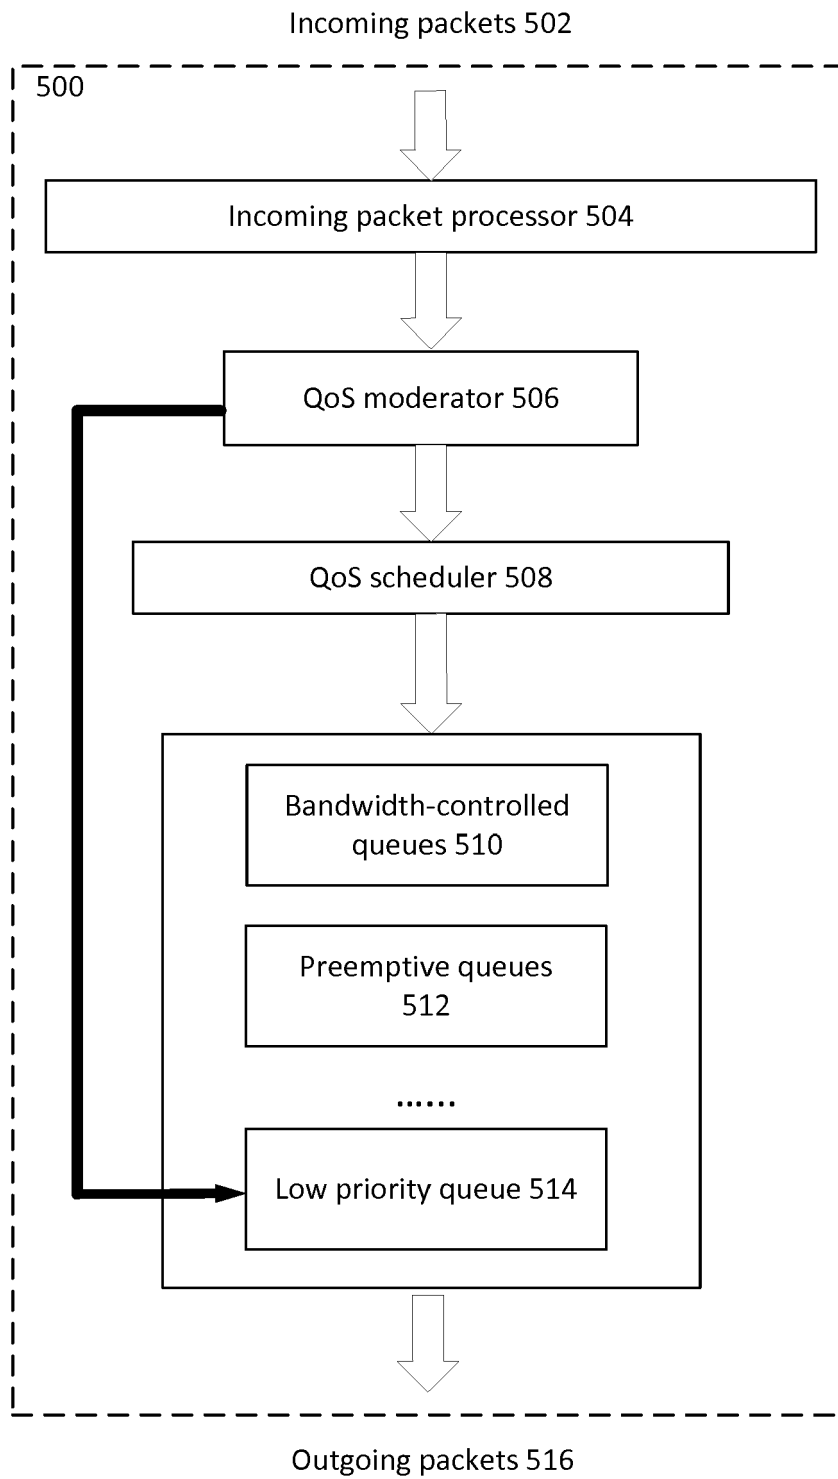 Incoming packets 502
500
Incoming packet processor 504
QoS moderator 506
QoS scheduler 508
Bandwidth-controlled
queues 510
Preemptive queues
512
......
Low priority queue 514
Outgoing packets 516